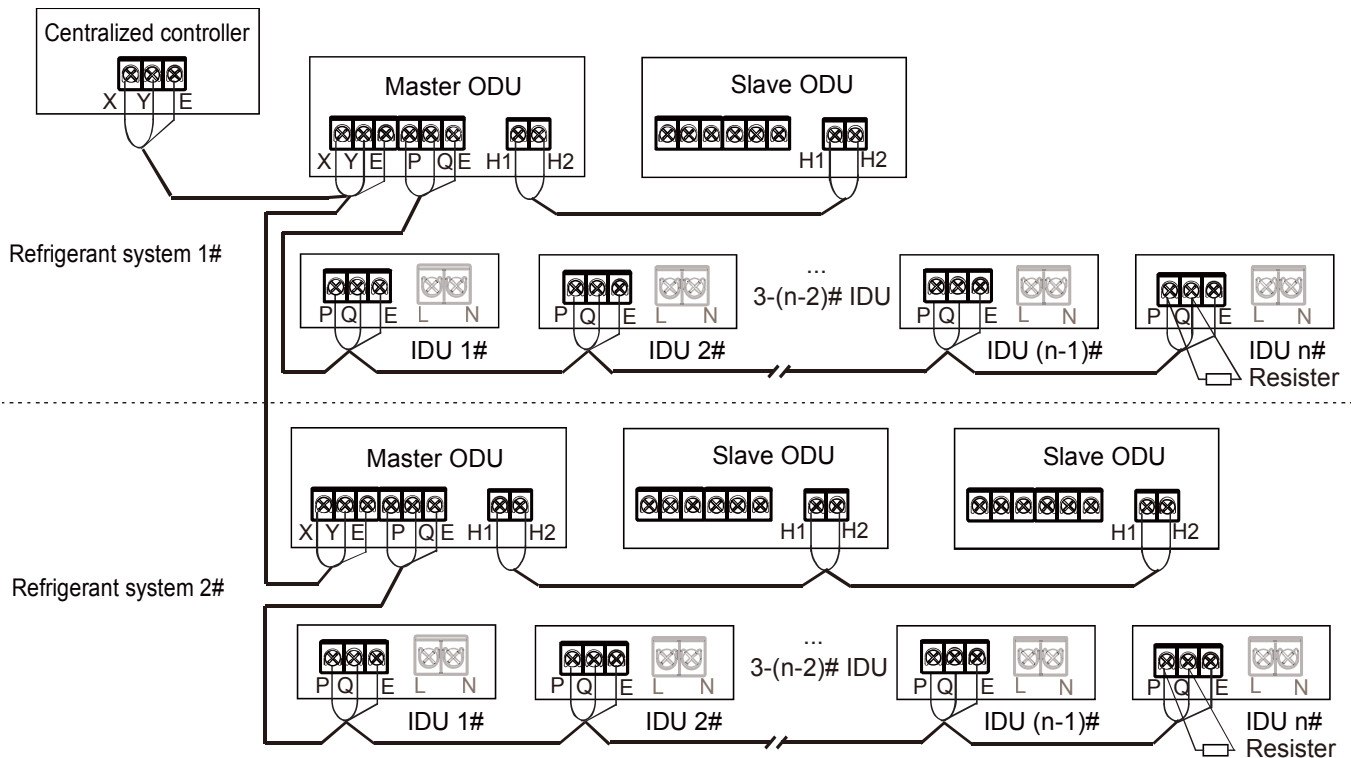 Centralized controller
X Y E
Master ODU
X Y E P Q E H1 H2
Slave ODU
H1 H2
Refrigerant system 1#
P Q E L N
IDU 1#
P Q E L N
IDU 2#
...
3-(n-2)# IDU
P Q E L N
IDU (n-1)#
P Q E L N
IDU n#
Resister
Master ODU
X Y E P Q E H1 H2
Slave ODU
H1 H2
Slave ODU
H1 H2
Refrigerant system 2#
P Q E L N
IDU 1#
P Q E L N
IDU 2#
...
3-(n-2)# IDU
P Q E L N
IDU (n-1)#
P Q E L N
IDU n#
Resister